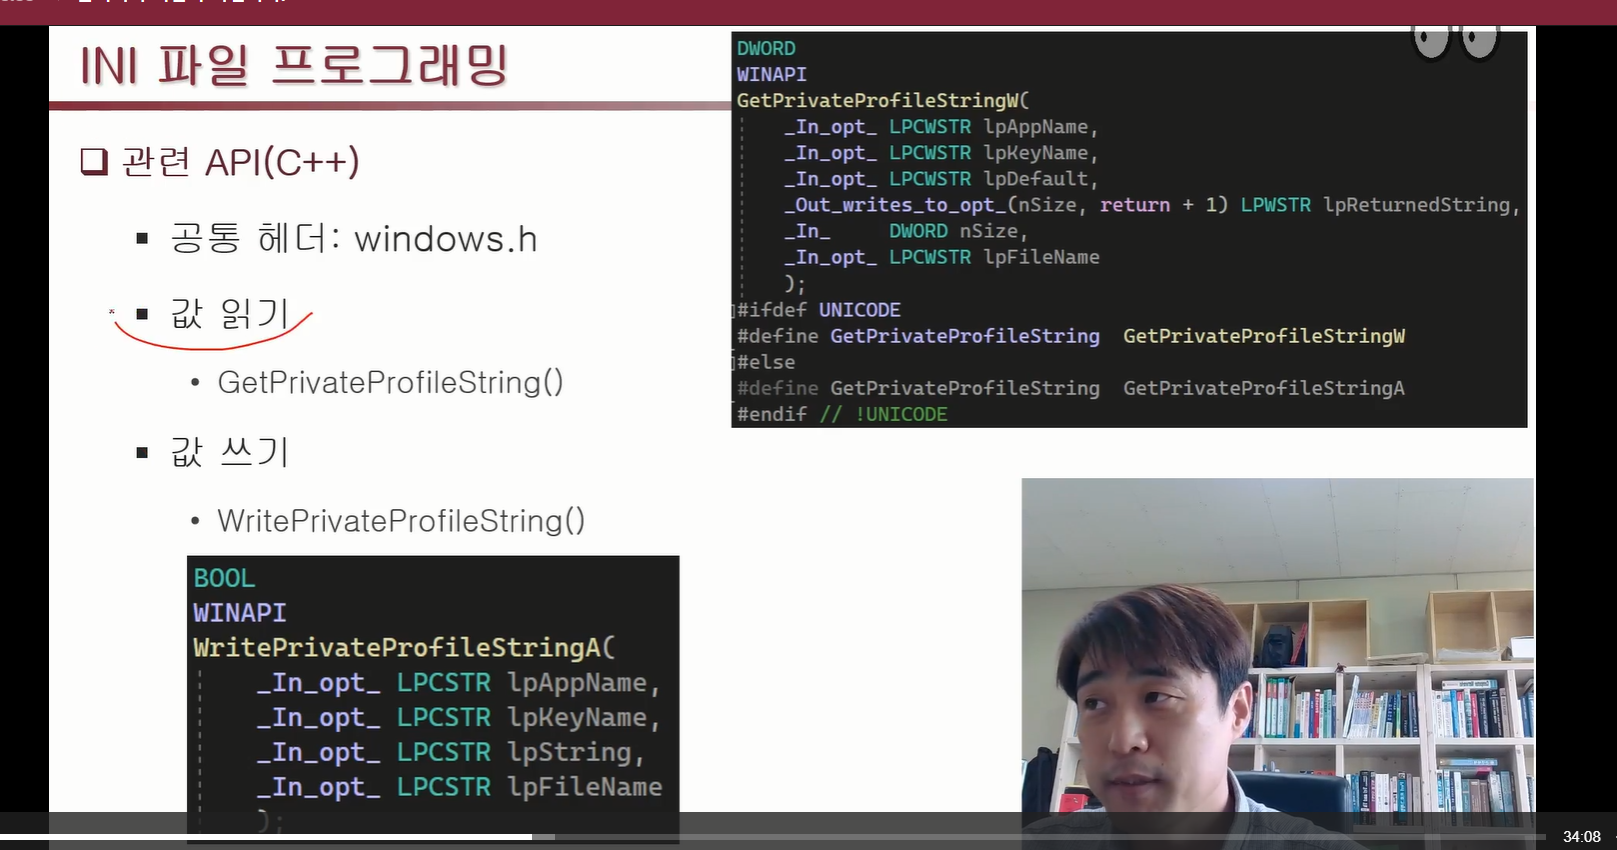 INI 파일 프로그래밍
❑ 관련 API(C++)
▪ 공통 헤더: windows.h
▪ 값 읽기
• GetPrivateProfileString()
▪ 값 쓰기
• WritePrivateProfileString()
BOOL
WINAPI
WritePrivateProfileStringA(
_In_opt_ LPCSTR lpAppName,
_In_opt_ LPCSTR lpKeyName,
_In_opt_ LPCSTR lpString,
_In_opt_ LPCSTR lpFileName
);
DWORD
WINAPI
GetPrivateProfileStringW(
_In_opt_ LPCWSTR lpAppName,
_In_opt_ LPCWSTR lpKeyName,
_In_opt_ LPCWSTR lpDefault,
_Out_writes_to_opt_(nSize, return + 1) LPWSTR lpReturnedString,
_In_     DWORD nSize,
_In_opt_ LPCWSTR lpFileName
);
#ifdef UNICODE
#define GetPrivateProfileString  GetPrivateProfileStringW
#else
#define GetPrivateProfileString  GetPrivateProfileStringA
#endif // !UNICODE
34:08